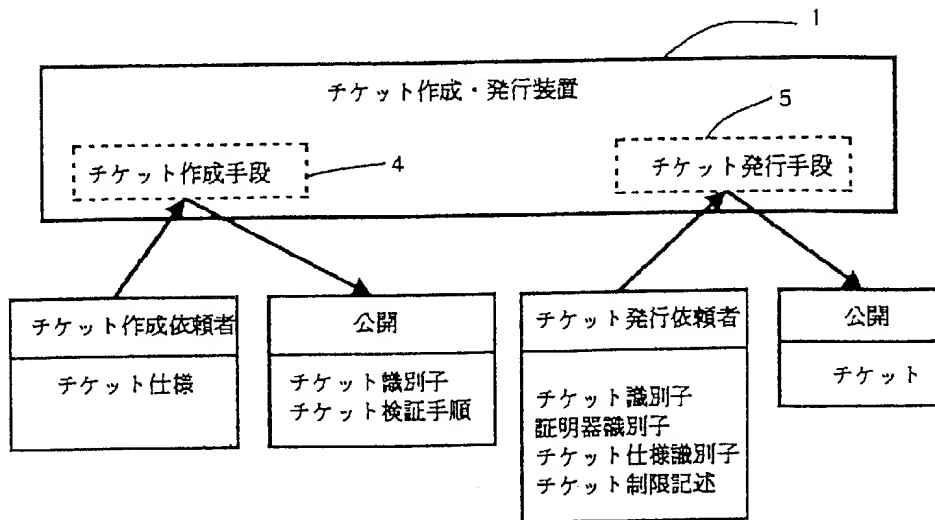 1
チケット作成・発行装置
5
チケット作成手段
4
チケット発行手段
チケット作成依頼者
チケット仕様
公開
チケット識別子
チケット検証手順
チケット発行依頼者
チケット識別子
証明器識別子
チケット仕様識別子
チケット制限記述
公開
チケット